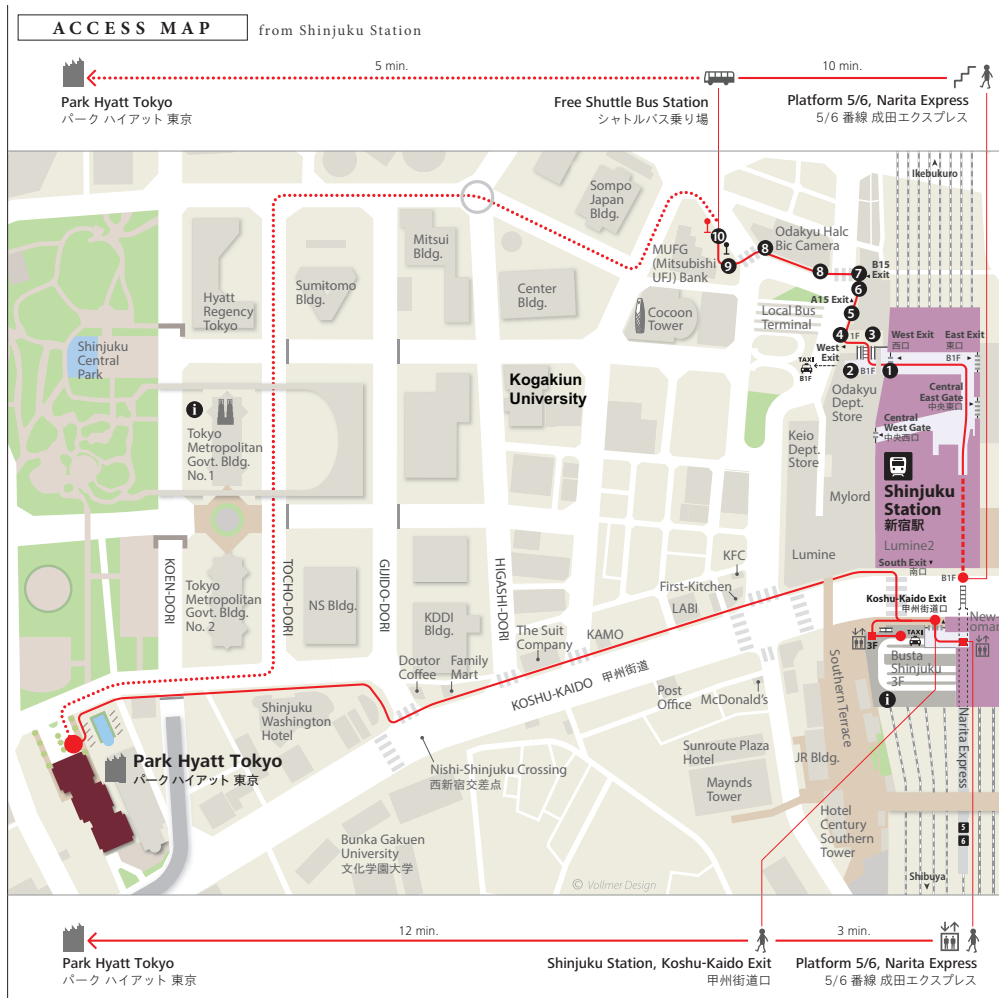 ACCESS MAP
from Shinjuku Station
5 min.
10 min.
Park Hyatt Tokyo
パーク ハイアット 東京
Free Shuttle Bus Station
シャトルバス乗り場
Platform 5/6, Narita Express
5/6 番線 成田エクスプレス
Ikebukuro
Sompo
Japan
Bldg.
Mitsui
Bldg.
10
MUFG
(Mitsubishi
UFJ) Bank
9
8
Odakyu Halc
Bic Camera
8
7
B15
Exit
6
A15 Exit
5
Hyatt
Regency
Tokyo
Sumitomo
Bldg.
Center
Bldg.
Cocoon
Tower
Local Bus
Terminal
4
1F
3
West
Exit
West Exit
西口
East Exit
東口
B1F
TAXI
B1F
2
B1F
1
Shinjuku
Central
Park
Kogakiun
University
Odakyu
Dept.
Store
Central
East Gate
中央東口
Central
West Gate
中央西口
i
Tokyo
Metropolitan
Govt. Bldg.
No. 1
Keio
Dept.
Store
Mylord
Shinjuku
Station
新宿駅
Lumine2
Lumine
South Exit
南口
B1F
KOEN-DORI
TOCHO-DORI
GUIDO-DORI
HIGASHI-DORI
KFC
First-Kitchen
LABI
Koshu-Kaido Exit
甲州街道口
Tokyo
Metropolitan
Govt. Bldg.
No. 2
NS Bldg.
KDDI
Bldg.
The Suit
Company
KAMO
3F
TAXI
Busta
Shinjuku
3F
i
New
Doutor
Coffee
Family
Mart
KOSHU-KAIDO 甲州街道
Post
Office
McDonald's
Southern Terrace
Narita Express
Shinjuku
Washington
Hotel
Park Hyatt Tokyo
パーク ハイアット 東京
Nishi-Shinjuku Crossing
西新宿交差点
Sunroute Plaza
Hotel
JR Bldg.
Maynds
Tower
Hotel
Century
Southern
Tower
5
6
Bunka Gakuen
University
文化学園大学
© Vollmer Design
Shibuya
12 min.
3 min.
Park Hyatt Tokyo
パーク ハイアット 東京
Shinjuku Station, Koshu-Kaido Exit
甲州街道口
Platform 5/6, Narita Express
5/6 番線 成田エクスプレス